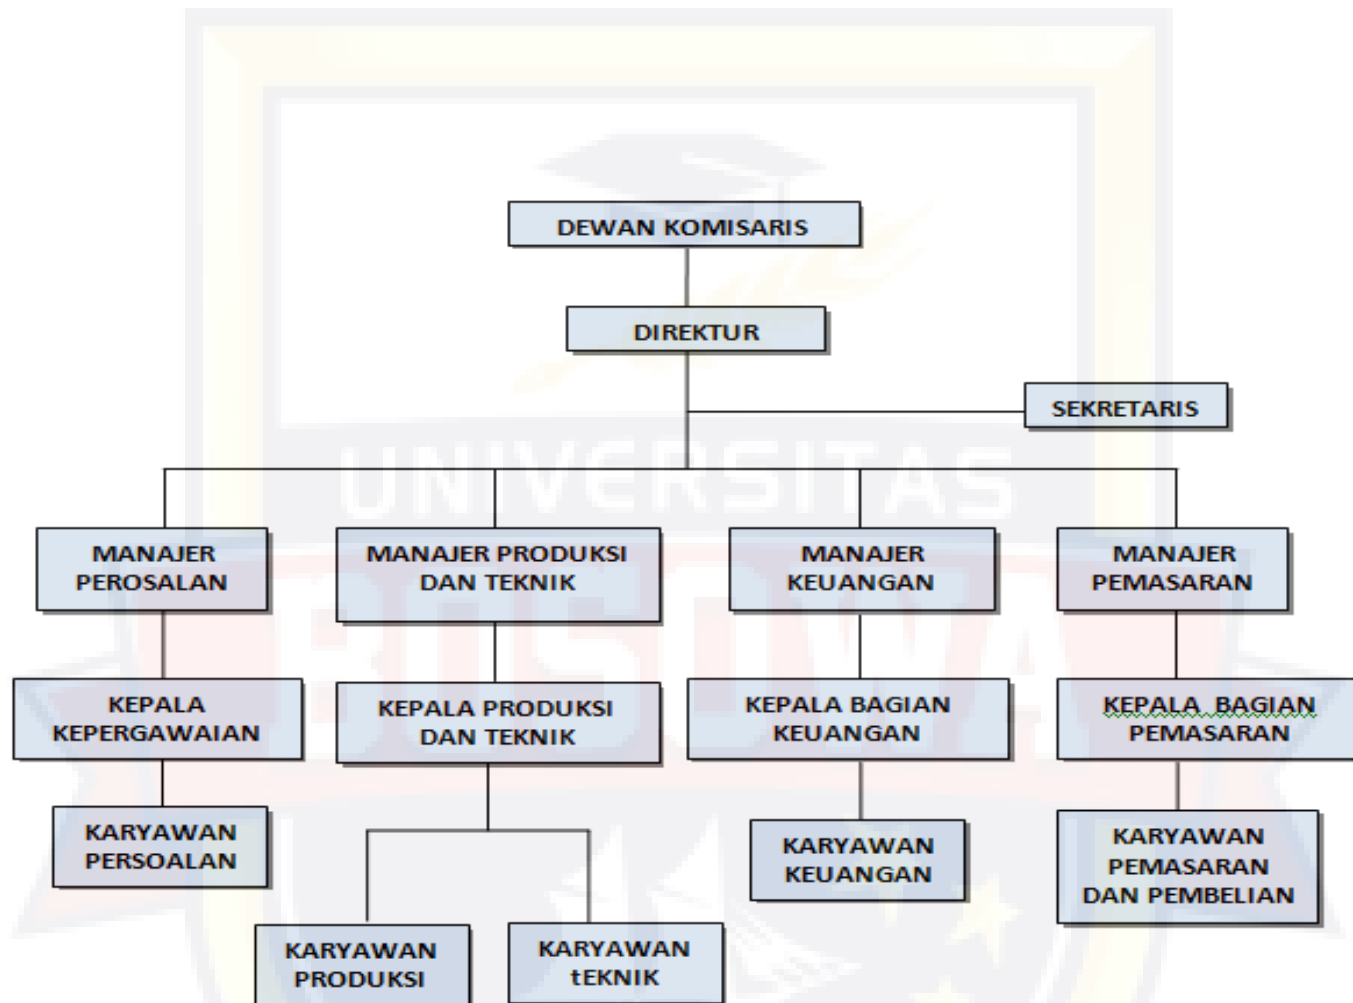 DEWAN KOMISARIS
DIREKTUR
SEKRETARIS
UNIVERSITAS
BOSOWA
MANAJER
PEROSALAN
MANAJER PRODUKSI
DAN TEKNIK
MANAJER
KEUANGAN
MANAJER
PEMASARAN
KEPALA
KEPERGAWAIAN
KEPALA PRODUKSI
DAN TEKNIK
KEPALA BAGIAN
KEUANGAN
KEPALA BAGIAN
PEMASARAN
KARYAWAN
PERSOALAN
KARYAWAN
PRODUKSI
KARYAWAN
tEKNIK
KARYAWAN
KEUANGAN
KARYAWAN
PEMASARAN
DAN PEMBELIAN